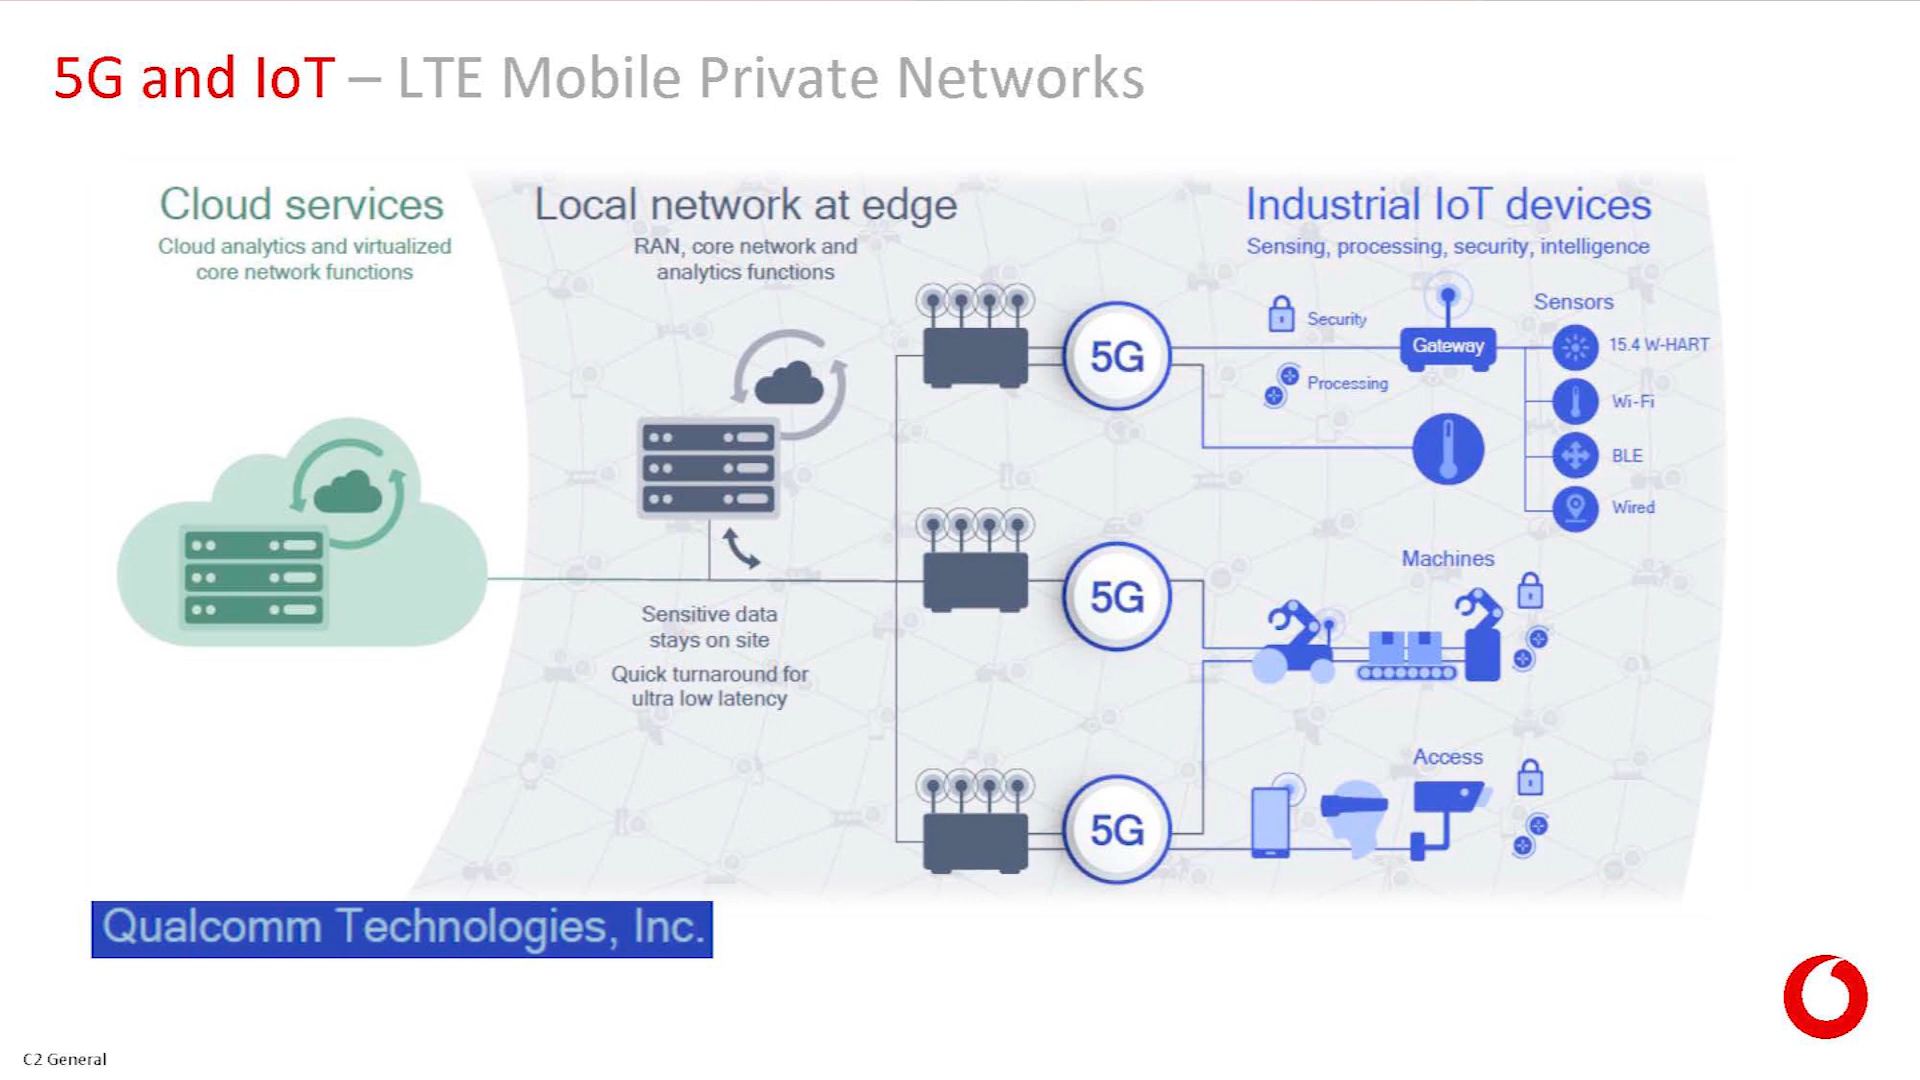 5G and IoT – LTE Mobile Private Networks
Cloud services
Cloud analytics and virtualized
core network functions
Local network at edge
RAN, core network and
analytics functions
Industrial IoT devices
Sensing, processing, security, intelligence
Sensors
Security
Gateway
15.4 W-HART
5G
Processing
Wi-Fi
BLE
Wired
Machines
5G
Sensitive data
stays on site
Quick turnaround for
ultra low latency
Access
5G
Qualcomm Technologies, Inc.
C2 General